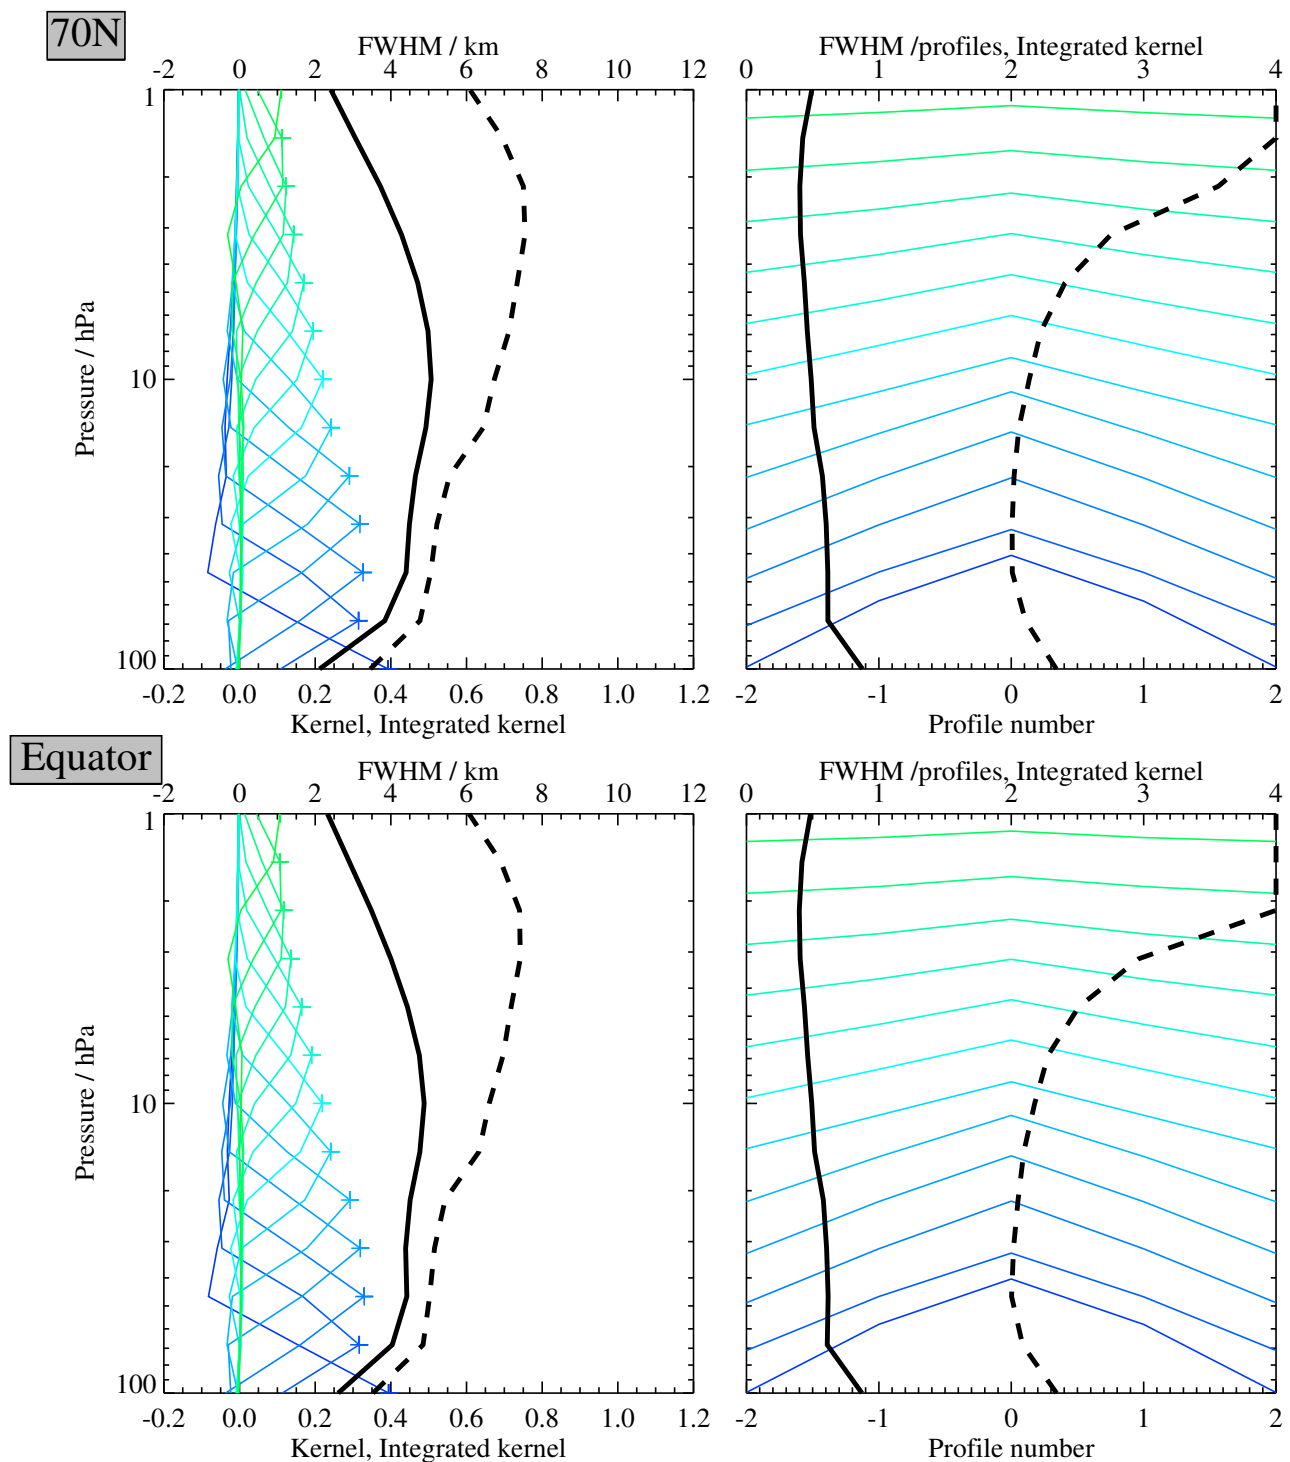 70N
FWHM / km
FWHM /profiles, Integrated kernel
-2 0 2 4 6 8 10 12
0 1 2 3 4
1
10
100
Pressure / hPa
-0.2 0.0 0.2 0.4 0.6 0.8 1.0 1.2
-2 -1 0 1 2
Kernel, Integrated kernel
Profile number
Equator
FWHM / km
FWHM /profiles, Integrated kernel
-2 0 2 4 6 8 10 12
0 1 2 3 4
1
10
100
Pressure / hPa
-0.2 0.0 0.2 0.4 0.6 0.8 1.0 1.2
-2 -1 0 1 2
Kernel, Integrated kernel
Profile number